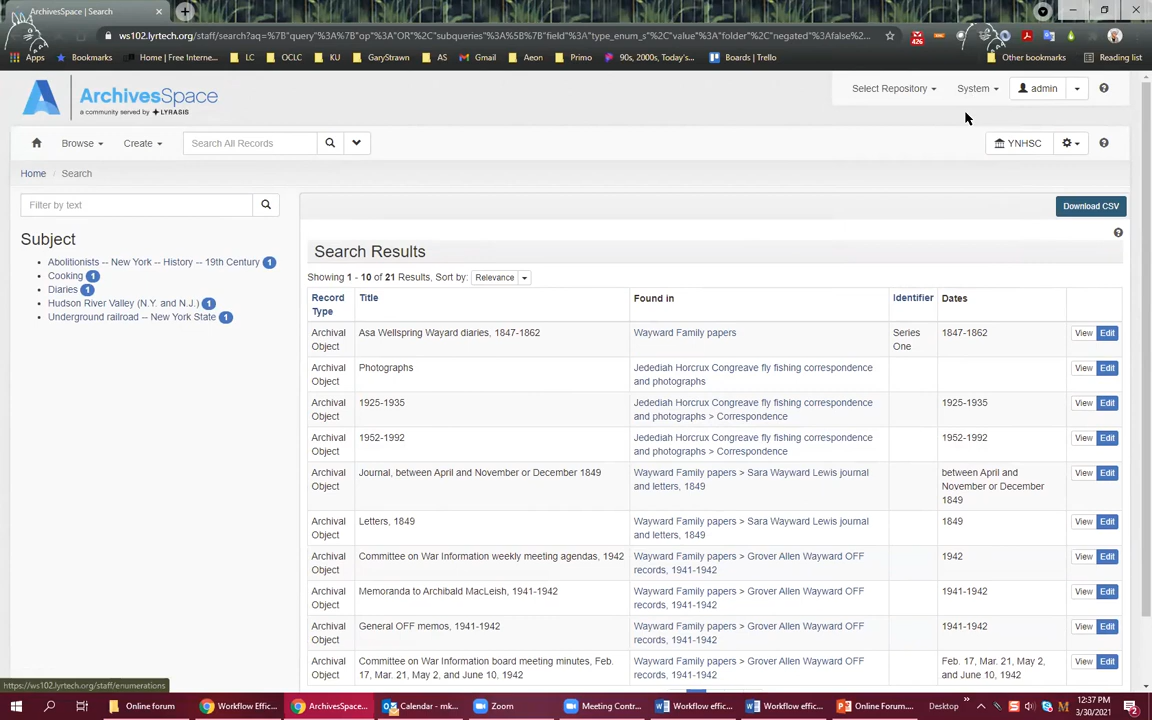 ArchivesSpace | Search
ws102.lyrtech.org/staff/search?aq=%7B"query"%3A%7B"op"%3A"OR"%2C"subqueries"%3A%5B%7B"field"%3A"type_enum_s"%2C"value"%3A"folder"%2C"negated"%3Afalse%2...
426
Apps
Bookmarks
Home | Free Interne...
LC
OCLC
KU
GaryStrawn
AS
Gmail
Aeon
Primo
90s, 2000s, Today's...
Boards | Trello
Other bookmarks
Reading list
ArchivesSpace
a community served by LYRASIS
Select Repository
System
admin
Browse
Create
Search All Records
YNHSC
Home / Search
Filter by text
Download CSV
Subject
Abolitionists -- New York -- History -- 19th Century 1
Cooking 1
Diaries 1
Hudson River Valley (N.Y. and N.J.) 1
Underground railroad -- New York State 1
Search Results
Showing 1 - 10 of 21 Results, Sort by: Relevance
Record Type
Title
Found in
Identifier
Dates
Archival Object
Asa Wellspring Wayard diaries, 1847-1862
Wayward Family papers
Series One
1847-1862
View Edit
Archival Object
Photographs
Jedediah Horcrux Congreave fly fishing correspondence
and photographs
View Edit
Archival Object
1925-1935
Jedediah Horcrux Congreave fly fishing correspondence
and photographs > Correspondence
1925-1935
View Edit
Archival Object
1952-1992
Jedediah Horcrux Congreave fly fishing correspondence
and photographs > Correspondence
1952-1992
View Edit
Archival Object
Journal, between April and November or December 1849
Wayward Family papers > Sara Wayward Lewis journal
and letters, 1849
between April and
November or December
1849
View Edit
Archival Object
Letters, 1849
Wayward Family papers > Sara Wayward Lewis journal
and letters, 1849
1849
View Edit
Archival Object
Committee on War Information weekly meeting agendas, 1942
Wayward Family papers > Grover Allen Wayward OFF
records, 1941-1942
1942
View Edit
Archival Object
Memoranda to Archibald MacLeish, 1941-1942
Wayward Family papers > Grover Allen Wayward OFF
records, 1941-1942
1941-1942
View Edit
Archival Object
General OFF memos, 1941-1942
Wayward Family papers > Grover Allen Wayward OFF
records, 1941-1942
1941-1942
View Edit
Archival Object
Committee on War Information board meeting minutes, Feb.
17, Mar. 21, May 2, and June 10, 1942
Wayward Family papers > Grover Allen Wayward OFF
records, 1941-1942
Feb. 17, Mar. 21, May 2,
and June 10, 1942
View Edit
https://ws102.lyrtech.org/staff/enumerations
Online forum
Workflow Effic...
ArchivesSpace...
Calendar - mk...
Zoom
Meeting Contr...
Workflow effic...
Workflow effic...
Online Forum....
Desktop
12:37 PM
3/30/2021